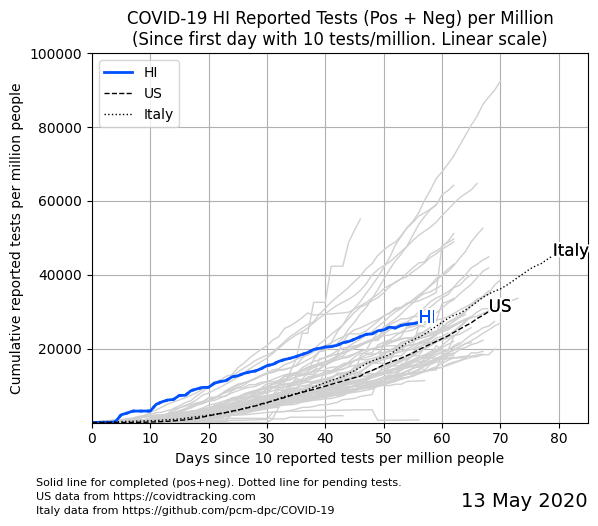 COVID-19 HI Reported Tests (Pos + Neg) per Million
(Since first day with 10 tests/million. Linear scale)
Cumulative reported tests per million people
100000
80000
60000
40000
20000
HI
US
Italy
Italy
US
HI
0 10 20 30 40 50 60 70 80
Days since 10 reported tests per million people
Solid line for completed (pos+neg). Dotted line for pending tests.
US data from https://covidtracking.com
Italy data from https://github.com/pcm-dpc/COVID-19
13 May 2020